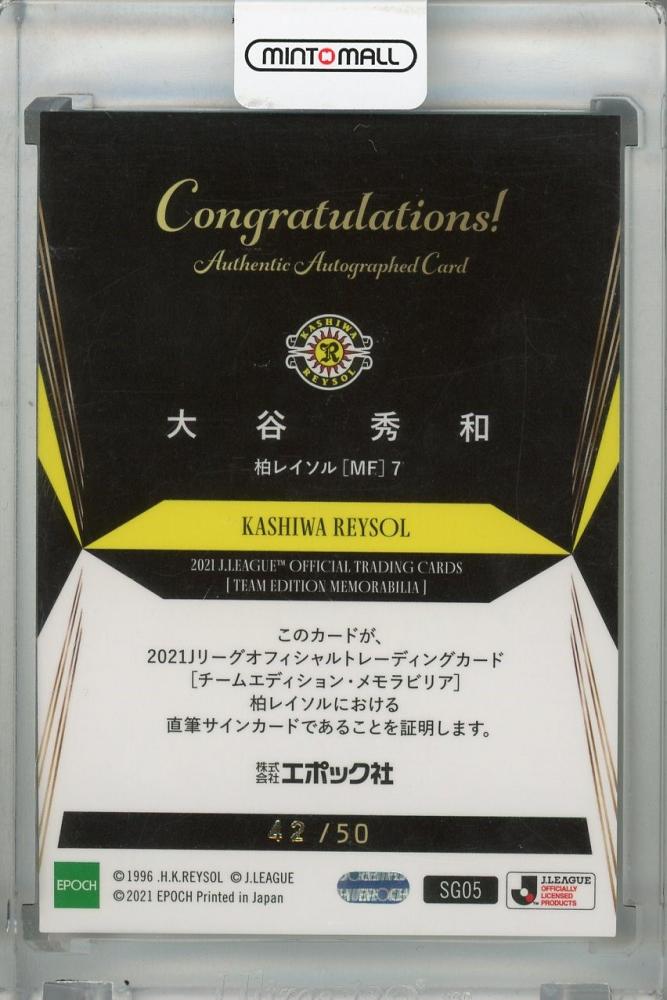 MINT MALL
Congratulations!
Authentic Autographed Card
KASHIWA
R
REYSOL
大谷秀和
柏レイソル[MF]7
KASHIWA REYSOL
2021 J.LEAGUE™ OFFICIAL TRADING CARDS
[TEAM EDITION MEMORABILIA]
このカードが、
2021Jリーグオフィシャルトレーディングカード
[チームエディション・メモラビリア]
柏レイソルにおける
直筆サインカードであることを証明します。
株式会社エポック社
42/50
EPOCH
©1996 .H.K.REYSOL ©J.LEAGUE
©2021 EPOCH Printed in Japan
SG05
J.LEAGUE
OFFICIALLY
LICENSED
PRODUCTS